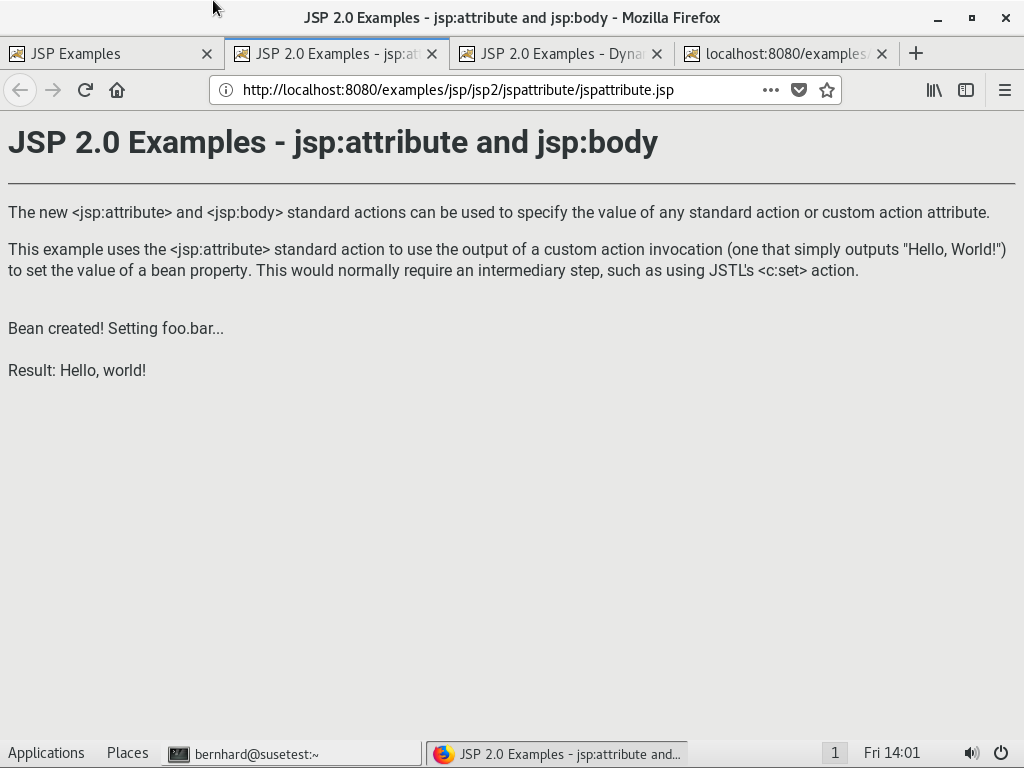 JSP 2.0 Examples - jsp:attribute and jsp:body - Mozilla Firefox
JSP Examples
JSP 2.0 Examples - jsp:at
JSP 2.0 Examples - Dyna
localhost:8080/examples
http://localhost:8080/examples/jsp/jsp2/jspattribute/jspattribute.jsp
JSP 2.0 Examples - jsp:attribute and jsp:body
The new <jsp:attribute> and <jsp:body> standard actions can be used to specify the value of any standard action or custom action attribute.
This example uses the <jsp:attribute> standard action to use the output of a custom action invocation (one that simply outputs "Hello, World!")
to set the value of a bean property. This would normally require an intermediary step, such as using JSTL's <c:set> action.
Bean created! Setting foo.bar...
Result: Hello, world!
Applications
Places
bernhard@susetest:~
JSP 2.0 Examples - jsp:attribute and...
1
Fri 14:01